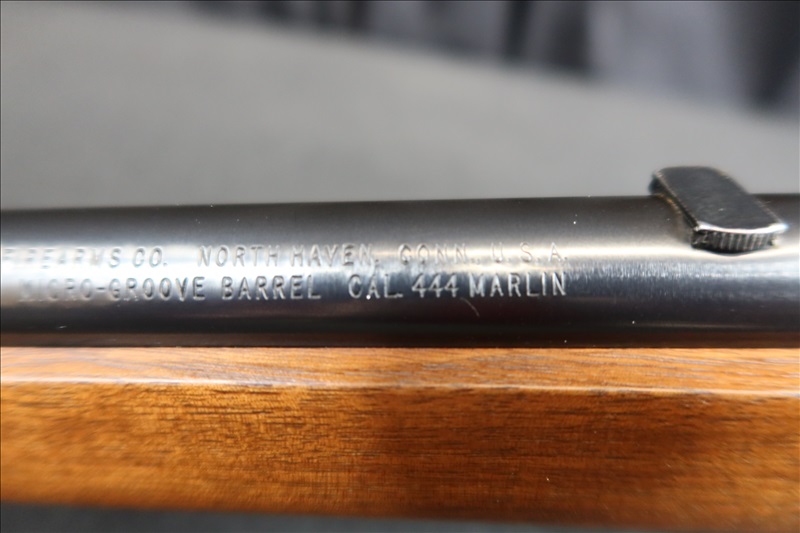 FIREARMS CO. NORTH HAVEN, CONN. U.S.A.
MICRO-GROOVE BARREL CAL. 444 MARLIN